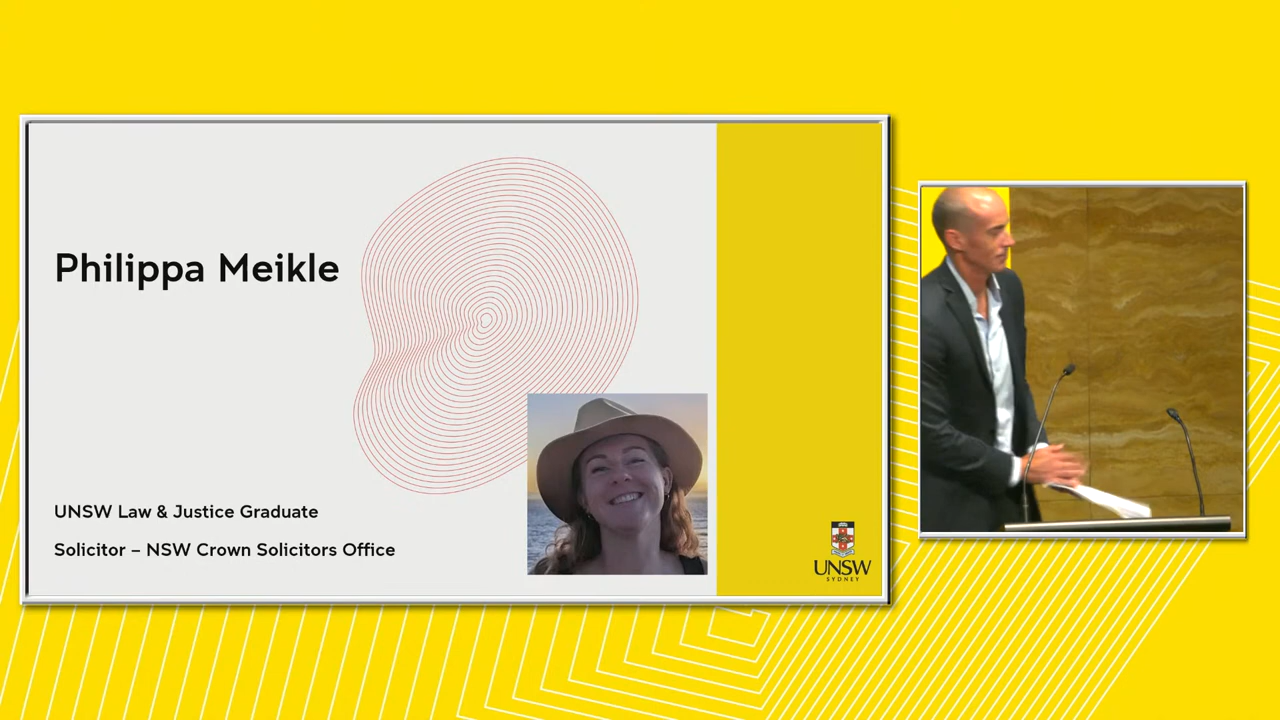 Philippa Meikle
UNSW Law & Justice Graduate
Solicitor – NSW Crown Solicitors Office
UNSW
SYDNEY